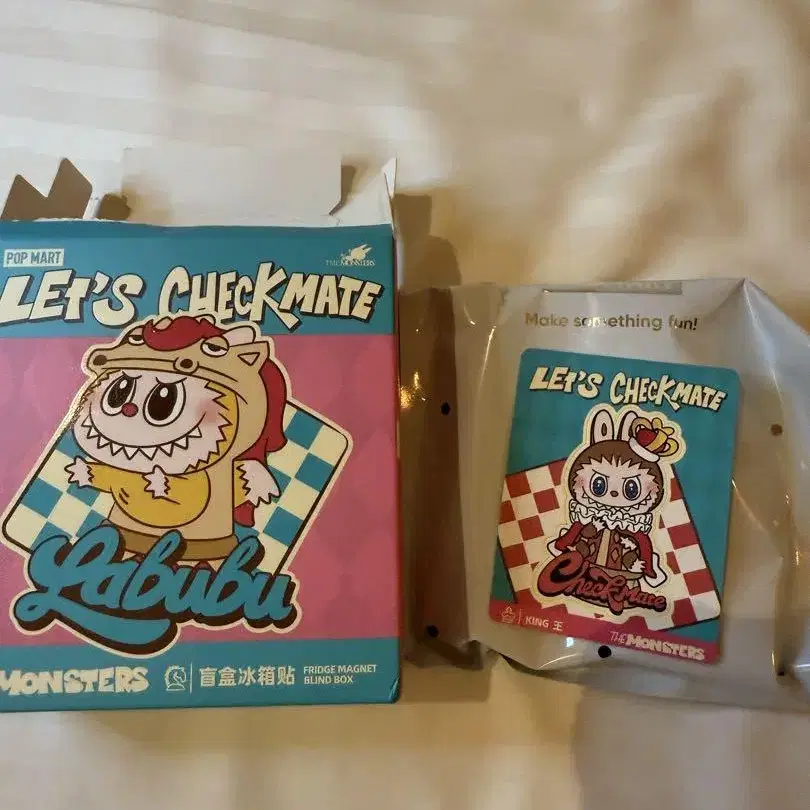 POP MART
THE MONSTERS
LET'S CHECKMATE
Labubu
MONSTERS
盲盒冰箱贴
FRIDGE MAGNET
BLIND BOX
Make something fun!
LET'S CHECKMATE
Checkmate
KING 王
THE MONSTERS